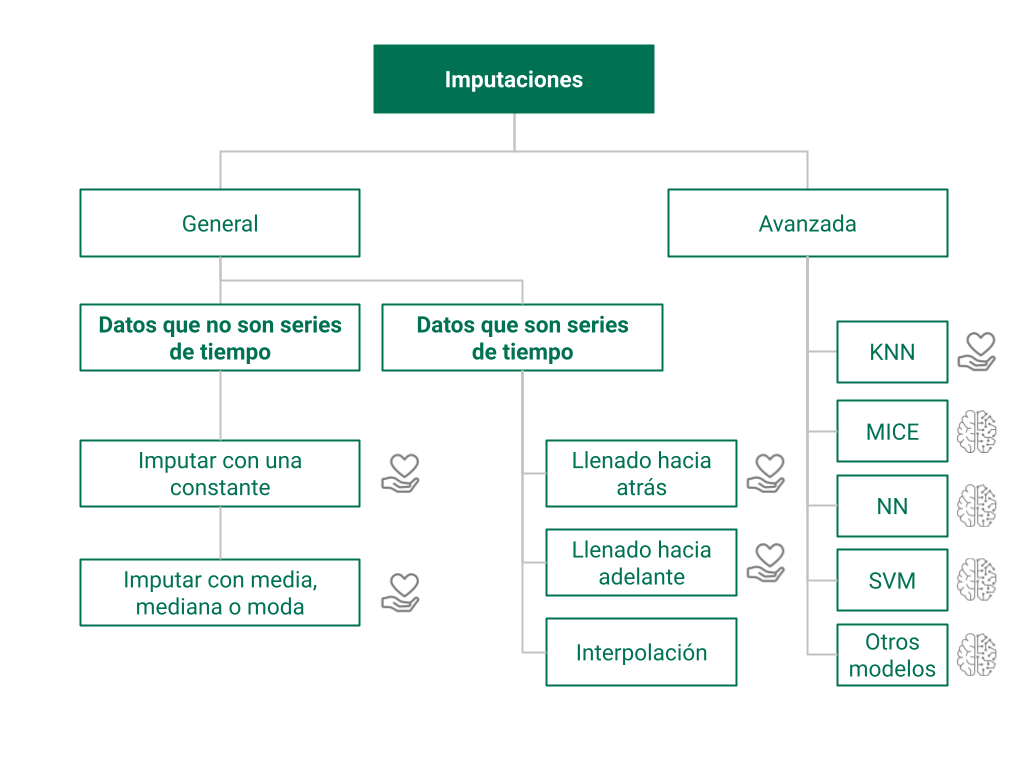 Imputaciones
General
Avanzada
Datos que no son series
de tiempo
Datos que son series
de tiempo
Imputar con una
constante
Imputar con media,
mediana o moda
Llenado hacia
atrás
Llenado hacia
adelante
Interpolación
KNN
MICE
NN
SVM
Otros
modelos